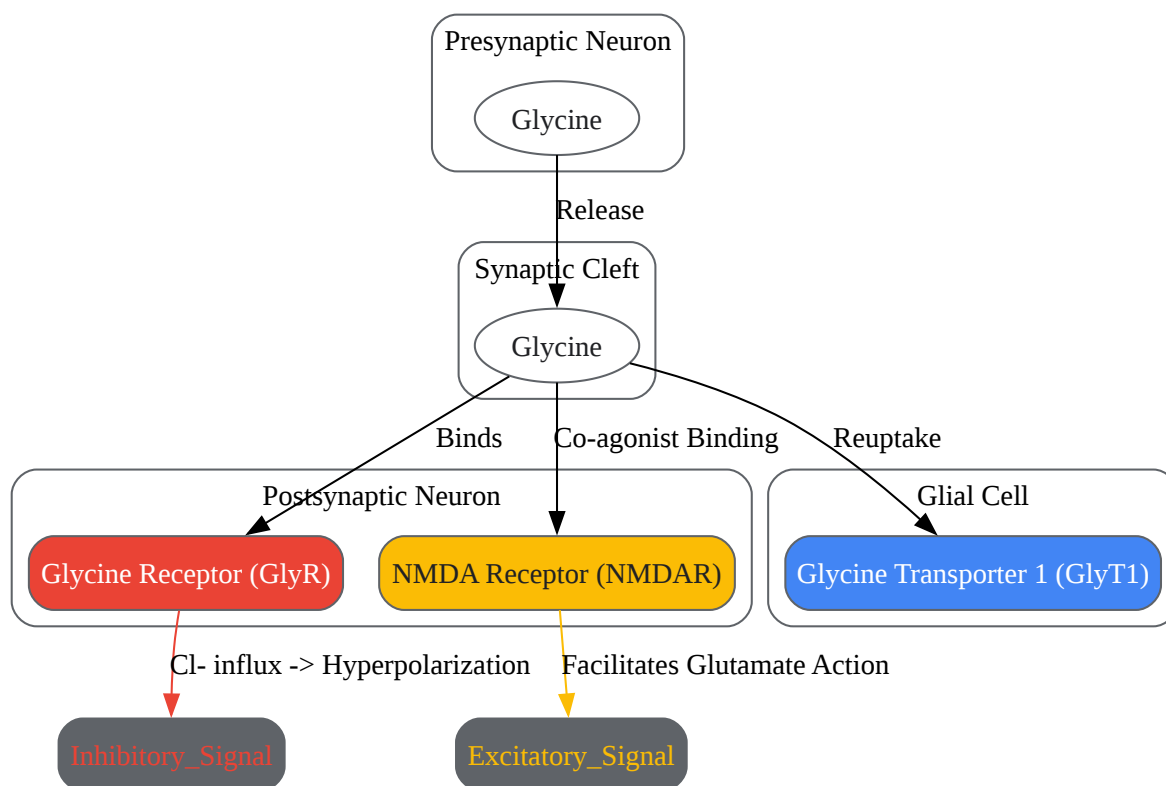 Presynaptic Neuron
Glycine
Release
Synaptic Cleft
Glycine
Binds
Co-agonist Binding
Reuptake
Postsynaptic Neuron
Glial Cell
Glycine Receptor (GlyR)
NMDA Receptor (NMDAR)
Glycine Transporter 1 (GlyT1)
Cl- influx -> Hyperpolarization
Facilitates Glutamate Action
Inhibitory_Signal
Excitatory_Signal